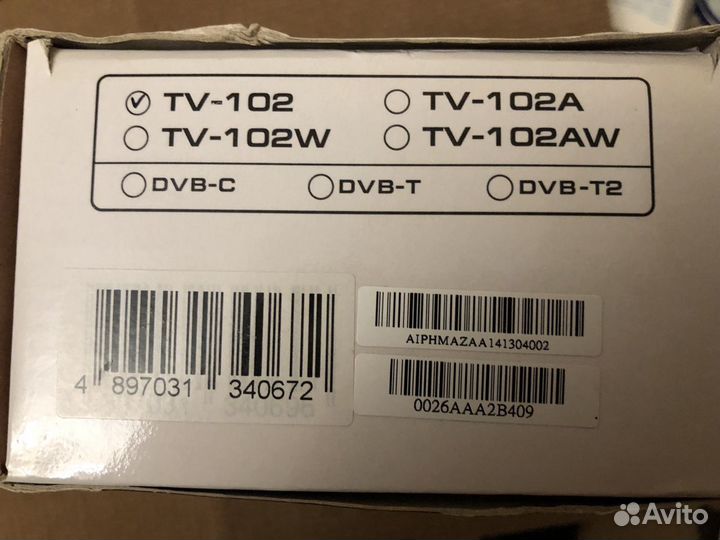 TV-102 TV-102A
TV-102W TV-102AW
DVB-C DVB-T DVB-T2
4 897031 340672
AIPHMAZAA141304002
0026AAA2B409
Avito